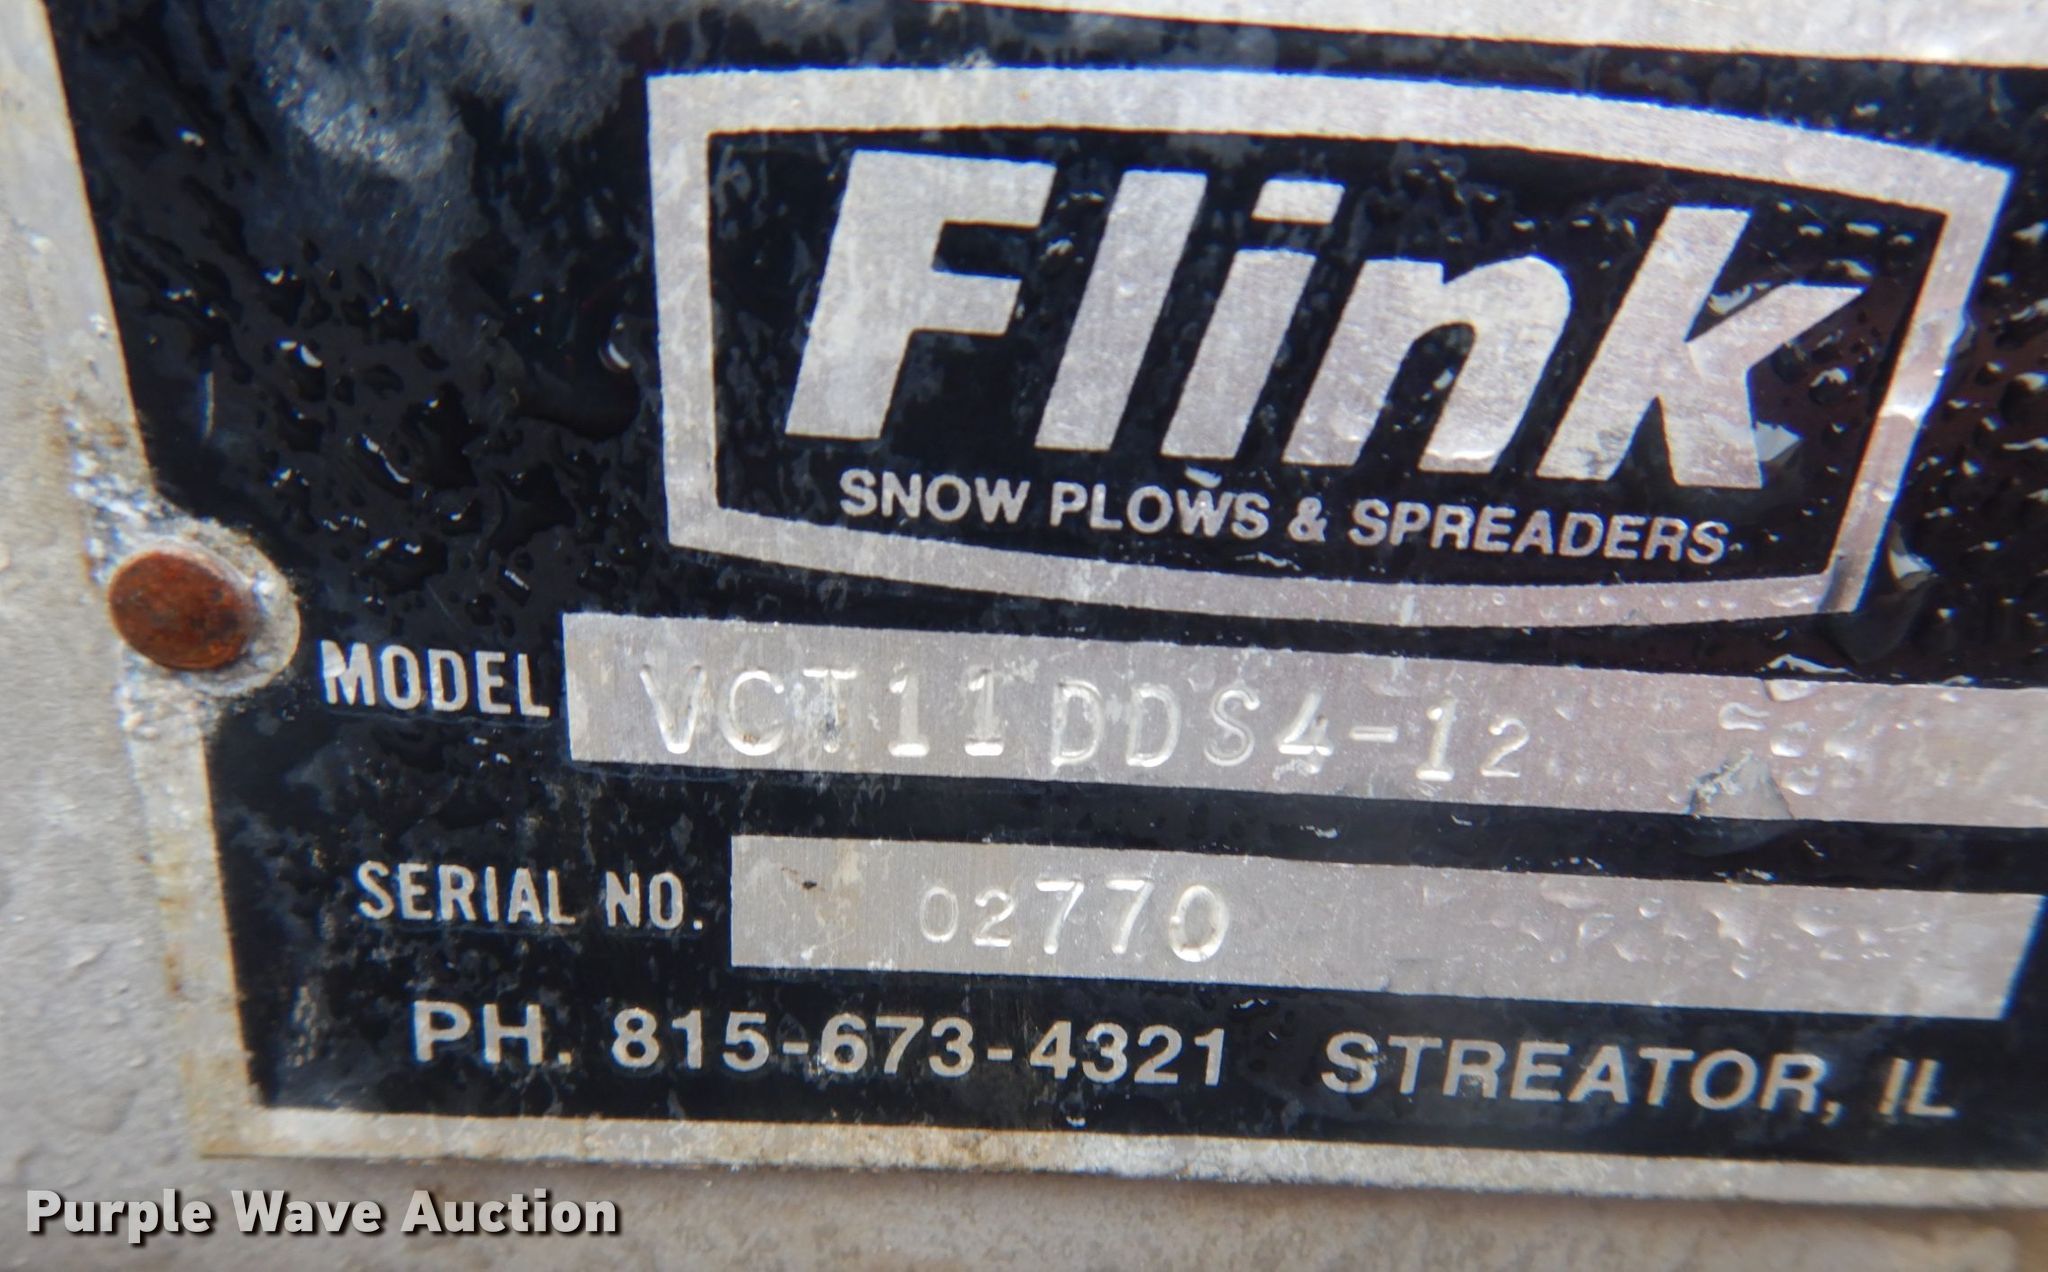 Flink
SNOW PLOWS & SPREADERS
MODEL VCT11DDS4-12
SERIAL NO. 02770
PH. 815-673-4321 STREATOR, IL
Purple Wave Auction